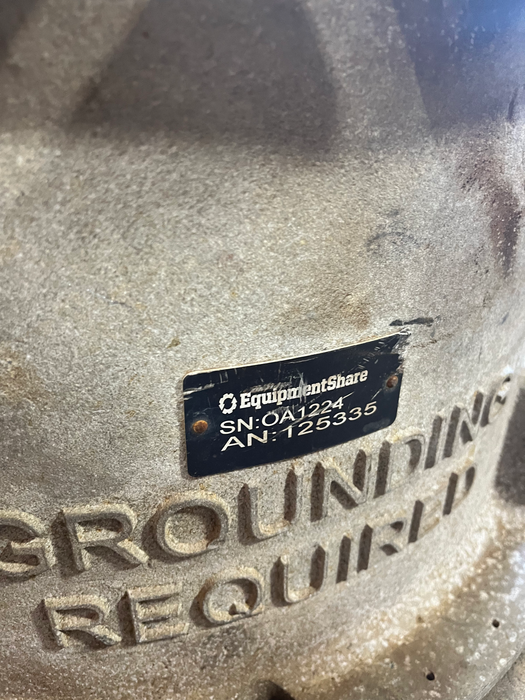 EquipmentShare
SN:OA1224
AN:125335
GROUNDING
REQUIRED